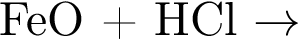 FeO + HCl →